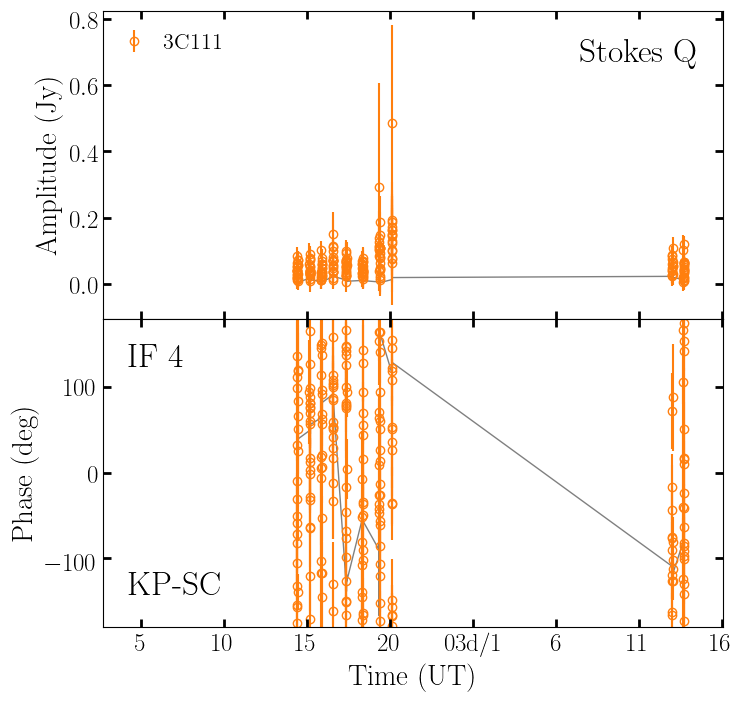 3C111
Stokes Q
Amplitude (Jy)
0.8
0.6
0.4
0.2
0.0
IF 4
KP-SC
Phase (deg)
100
0
−100
5 10 15 20 03d/1 6 11 16
Time (UT)